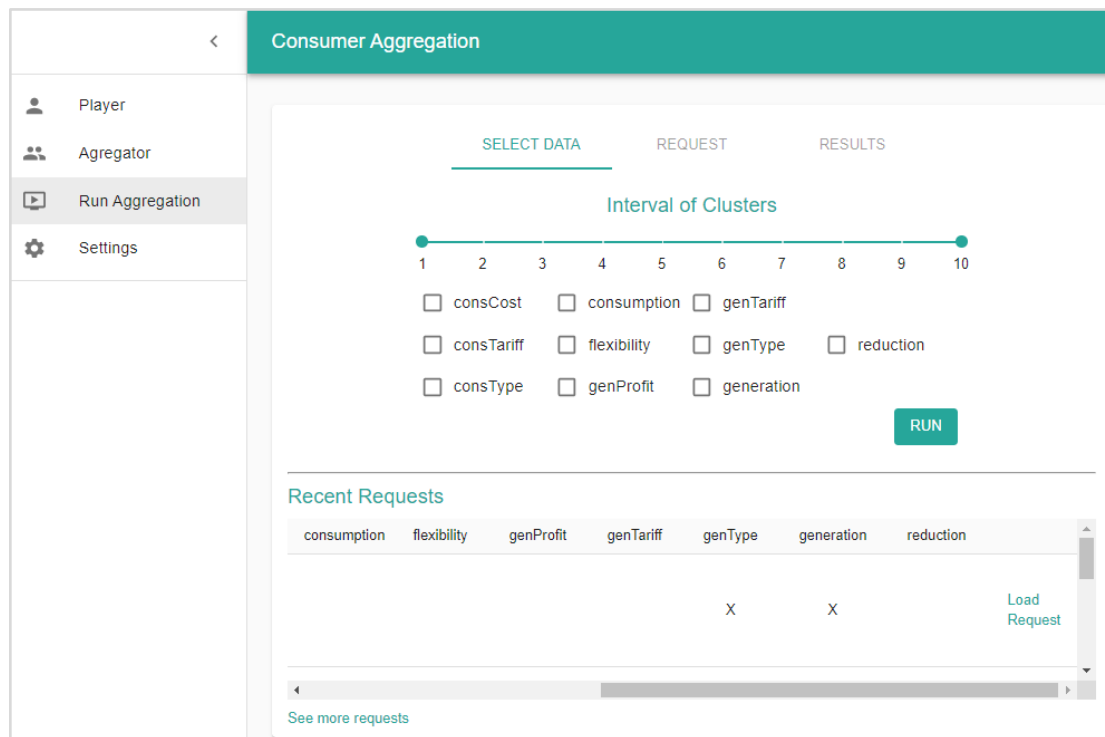 Consumer Aggregation
Player
Agregator
Run Aggregation
Settings
SELECT DATA REQUEST RESULTS
Interval of Clusters
1 2 3 4 5 6 7 8 9 10
consCost consumption genTariff
consTariff flexibility genType reduction
consType genProfit generation
RUN
Recent Requests
consumption flexibility genProfit genTariff genType generation reduction
X X Load
Request
See more requests